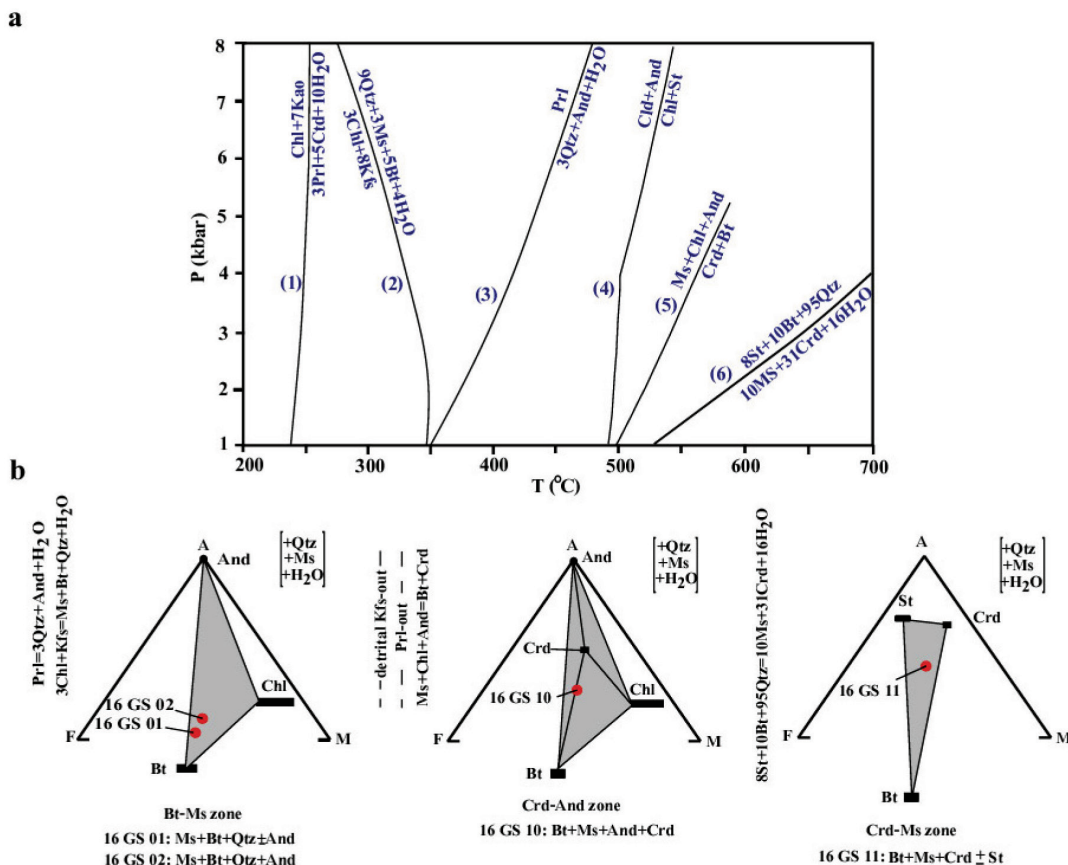 a
8
7
6
5
4
3
2
1
P (kbar)
200
300
400
500
600
700
T (°C)
Chl+7Kao
3Prl+5Ctd+10H2O
(1)
9Qtz+3Ms+5Bt+4H2O
3Chl+8Kfs
(2)
Prl
3Qtz+And+H2O
(3)
Cld+And
Chl+St
(4)
Ms+Chl+And
Crd+Bt
(5)
8St+10Bt+95Qtz
10MS+31Crd+16H2O
(6)
b
Prl=3Qtz+And+H2O
3Chl+Kfs=Ms+Bt+Qtz+H2O
A
And
+Qtz
+Ms
+H2O
Chl
16 GS 02
16 GS 01
F
M
Bt
Bt-Ms zone
16 GS 01: Ms+Bt+Qtz±And
16 GS 02: Ms+Bt+Qtz+And
– –detrital Kfs-out —
– — Prl-out — —
Ms+Chl+And=Bt+Crd
A
And
+Qtz
+Ms
+H2O
Crd
16 GS 10
Chl
F
M
Bt
Crd-And zone
16 GS 10: Bt+Ms+And+Crd
8St+10Bt+95Qtz=10Ms+31Crd+16H2O
A
+Qtz
+Ms
+H2O
St
Crd
16 GS 11
F
M
Bt
Crd-Ms zone
16 GS 11: Bt+Ms+Crd ± St